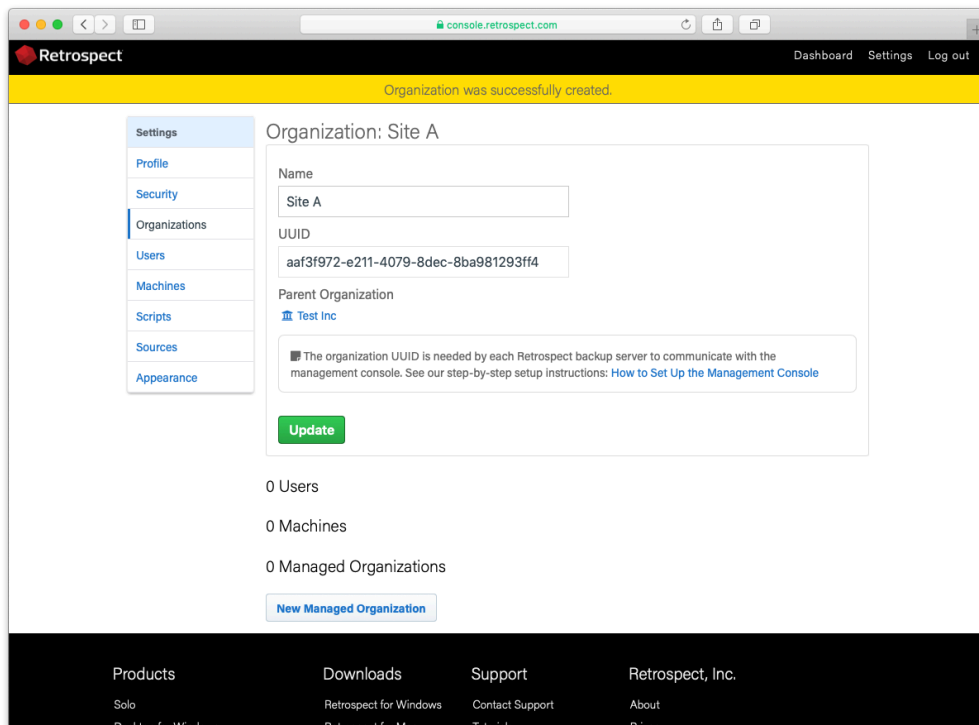 console.retrospect.com
Retrospect
Dashboard Settings Log out
Organization was successfully created.
Settings
Profile
Security
Organizations
Users
Machines
Scripts
Sources
Appearance
Organization: Site A
Name
Site A
UUID
aaf3f972-e211-4079-8dec-8ba981293ff4
Parent Organization
Test Inc
The organization UUID is needed by each Retrospect backup server to communicate with the
management console. See our step-by-step setup instructions: How to Set Up the Management Console
Update
0 Users
0 Machines
0 Managed Organizations
New Managed Organization
Products Downloads Support Retrospect, Inc.
Solo Retrospect for Windows Contact Support About